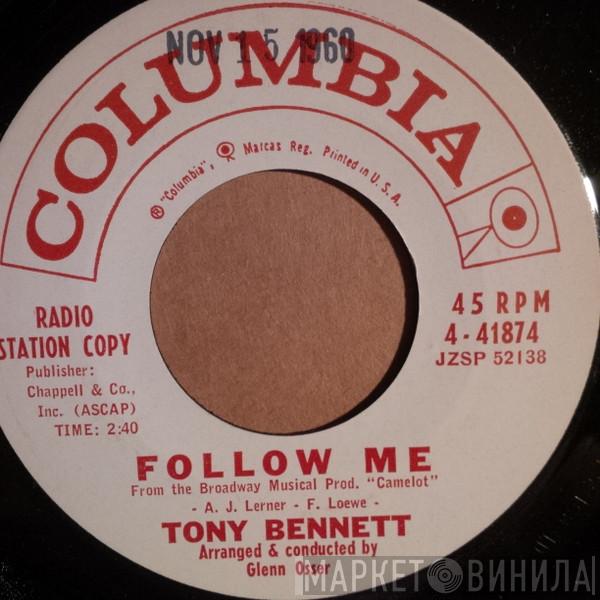 NOV 15 1960
COLUMBIA
® "Columbia", Marcas Reg. Printed in U.S.A.
RADIO
STATION COPY
Publisher:
Chappell & Co.,
Inc. (ASCAP)
TIME: 2:40
45 RPM
4-41874
JZSP 52138
FOLLOW ME
From the Broadway Musical Prod. "Camelot"
- A. J. Lerner - F. Loewe -
TONY BENNETT
Arranged & conducted by
Glenn Osser
МАРКЕТ ВИНИЛА